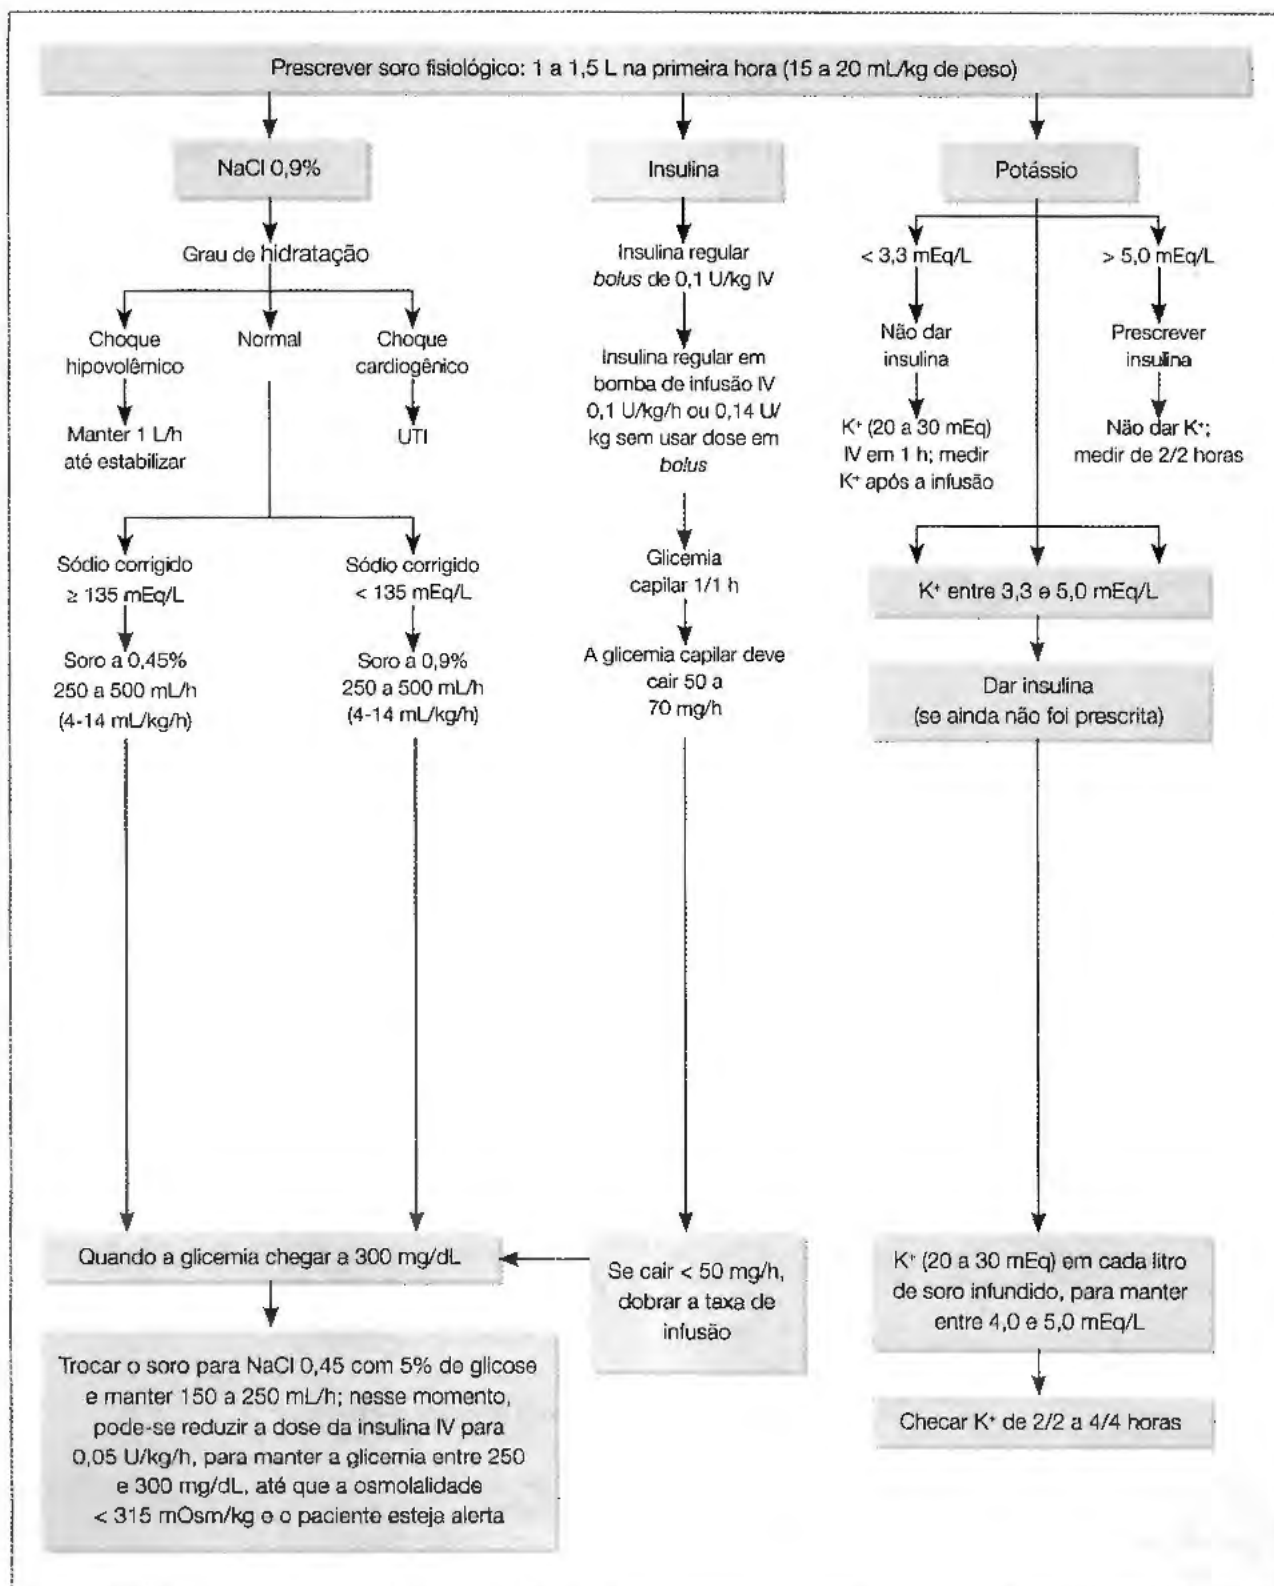 Prescrever soro fisiológico: 1 a 1,5 L na primeira hora (15 a 20 mL/kg de peso)
NaCl 0,9%
Grau de hidratação
Choque
hipovolêmico
Manter 1 L/h
até estabilizar
Normal
Choque
cardiogênico
UTI
Sódio corrigido
≥ 135 mEq/L
Soro a 0,45%
250 a 500 mL/h
(4-14 mL/kg/h)
Sódio corrigido
< 135 mEq/L
Soro a 0,9%
250 a 500 mL/h
(4-14 mL/kg/h)
Quando a glicemia chegar a 300 mg/dL
Trocar o soro para NaCl 0,45 com 5% de glicose
e manter 150 a 250 mL/h; nesse momento,
pode-se reduzir a dose da insulina IV para
0,05 U/kg/h, para manter a glicemia entre 250
e 300 mg/dL, até que a osmolalidade
< 315 mOsm/kg e o paciente esteja alerta
Insulina
Insulina regular
bolus de 0,1 U/kg IV
Insulina regular em
bomba de infusão IV
0,1 U/kg/h ou 0,14 U/
kg sem usar dose em
bolus
Glicemia
capilar 1/1 h
A glicemia capilar deve
cair 50 a
70 mg/h
Se cair < 50 mg/h,
dobrar a taxa de
infusão
Potássio
< 3,3 mEq/L
Não dar
insulina
K⁺ (20 a 30 mEq)
IV em 1 h; medir
K⁺ após a infusão
> 5,0 mEq/L
Prescrever
insulina
Não dar K⁺;
medir de 2/2 horas
K⁺ entre 3,3 e 5,0 mEq/L
Dar insulina
(se ainda não foi prescrita)
K⁺ (20 a 30 mEq) em cada litro
de soro infundido, para manter
entre 4,0 e 5,0 mEq/L
Checar K⁺ de 2/2 a 4/4 horas